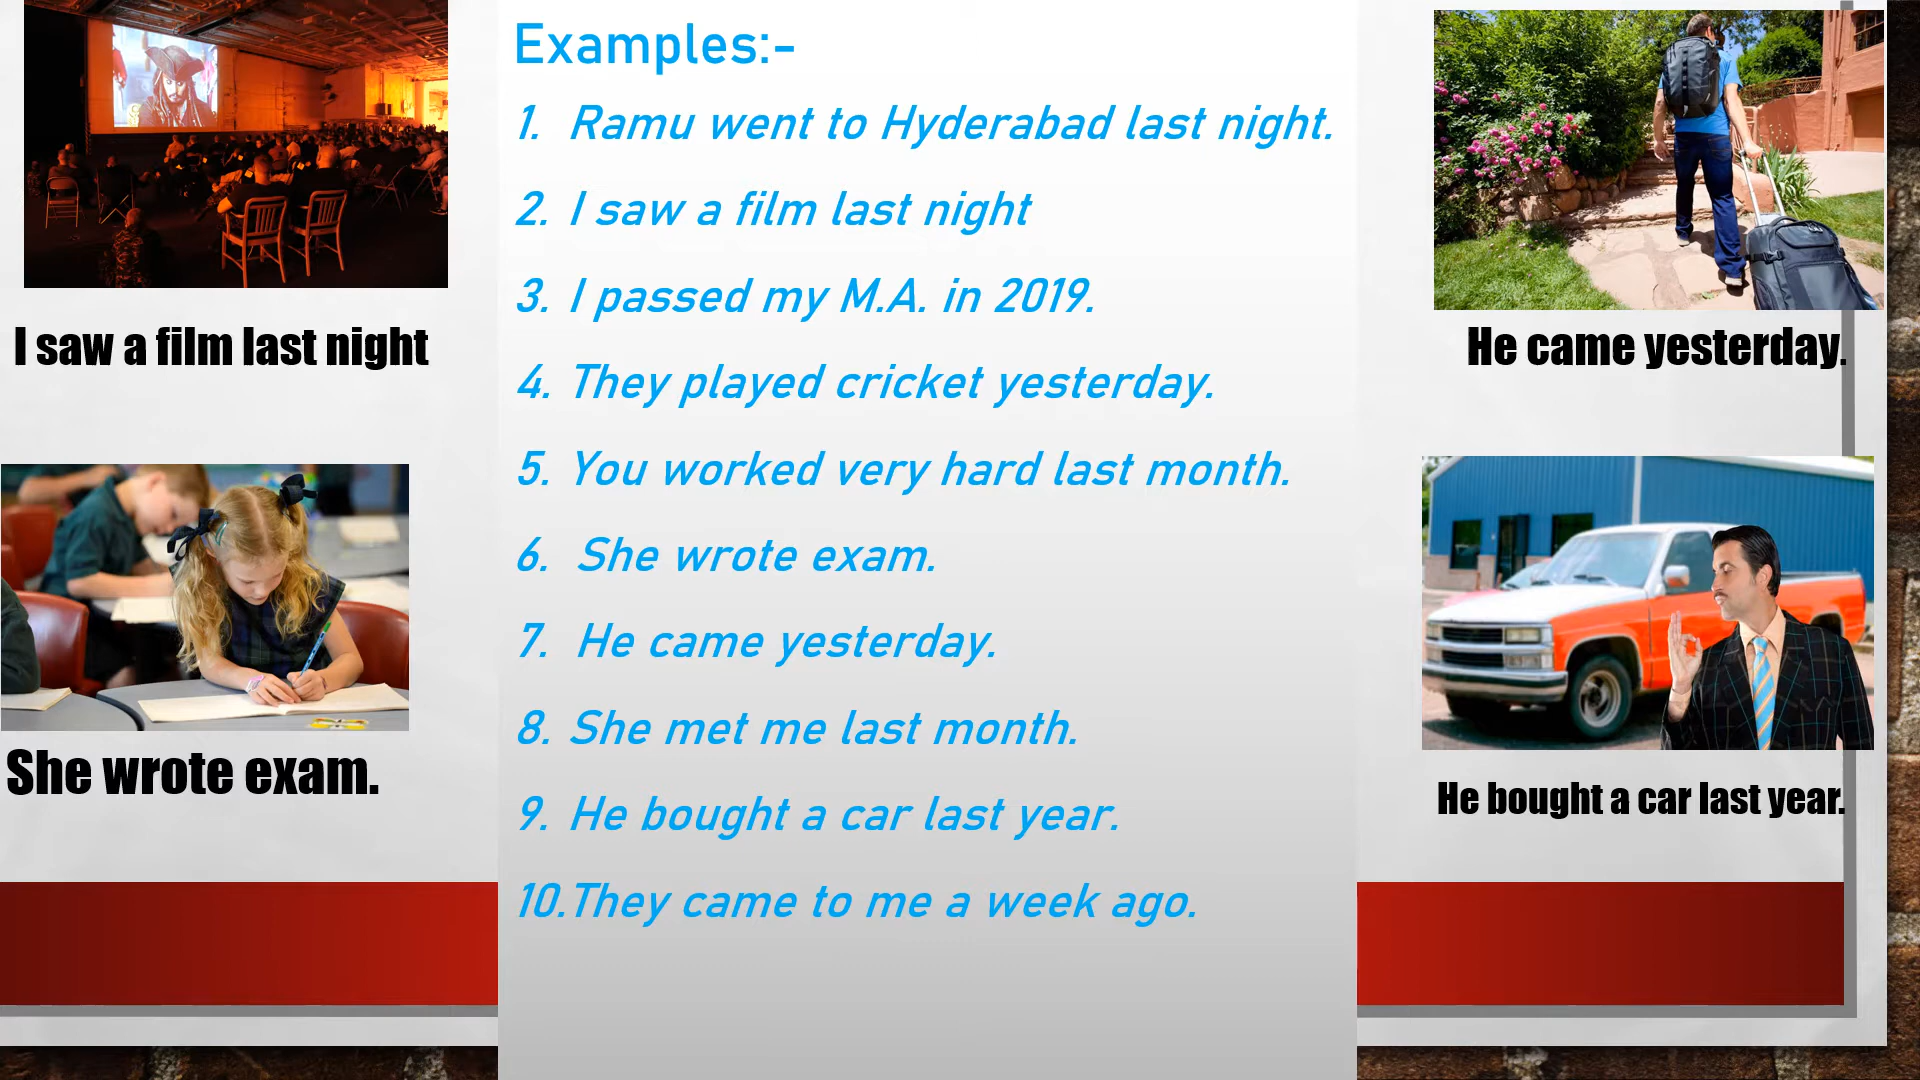 Examples:-
1. Ramu went to Hyderabad last night.
2. I saw a film last night
3. I passed my M.A. in 2019.
4. They played cricket yesterday.
5. You worked very hard last month.
6. She wrote exam.
7. He came yesterday.
8. She met me last month.
9. He bought a car last year.
10.They came to me a week ago.
I saw a film last night
She wrote exam.
He came yesterday.
He bought a car last year.